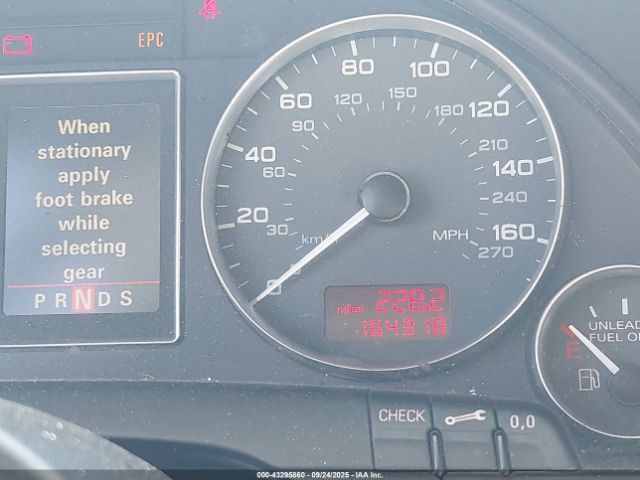 EPC
When
stationary
apply
foot brake
while
selecting
gear
P R N D S
0 20 40 60 80 100 120 140 160
30 60 90 120 150 180 210 240 270
km/h
MPH
miles 228.2
164318
UNLEAD
FUEL ON
E
CHECK
0,0
000-43295860 - 09/24/2025 - IAA Inc.